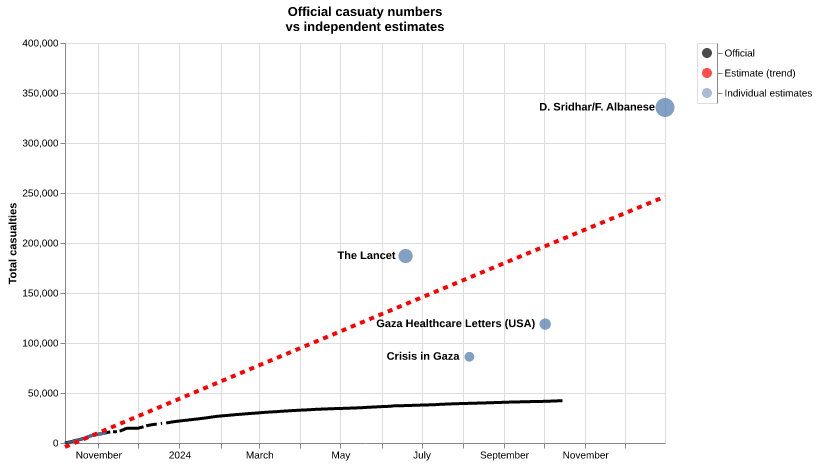 Official casuaty numbers
vs independent estimates
400,000
350,000
300,000
250,000
200,000
150,000
100,000
50,000
0
Total casualties
D. Sridhar/F. Albanese
The Lancet
Gaza Healthcare Letters (USA)
Crisis in Gaza
November
2024
March
May
July
September
November
Official
Estimate (trend)
Individual estimates